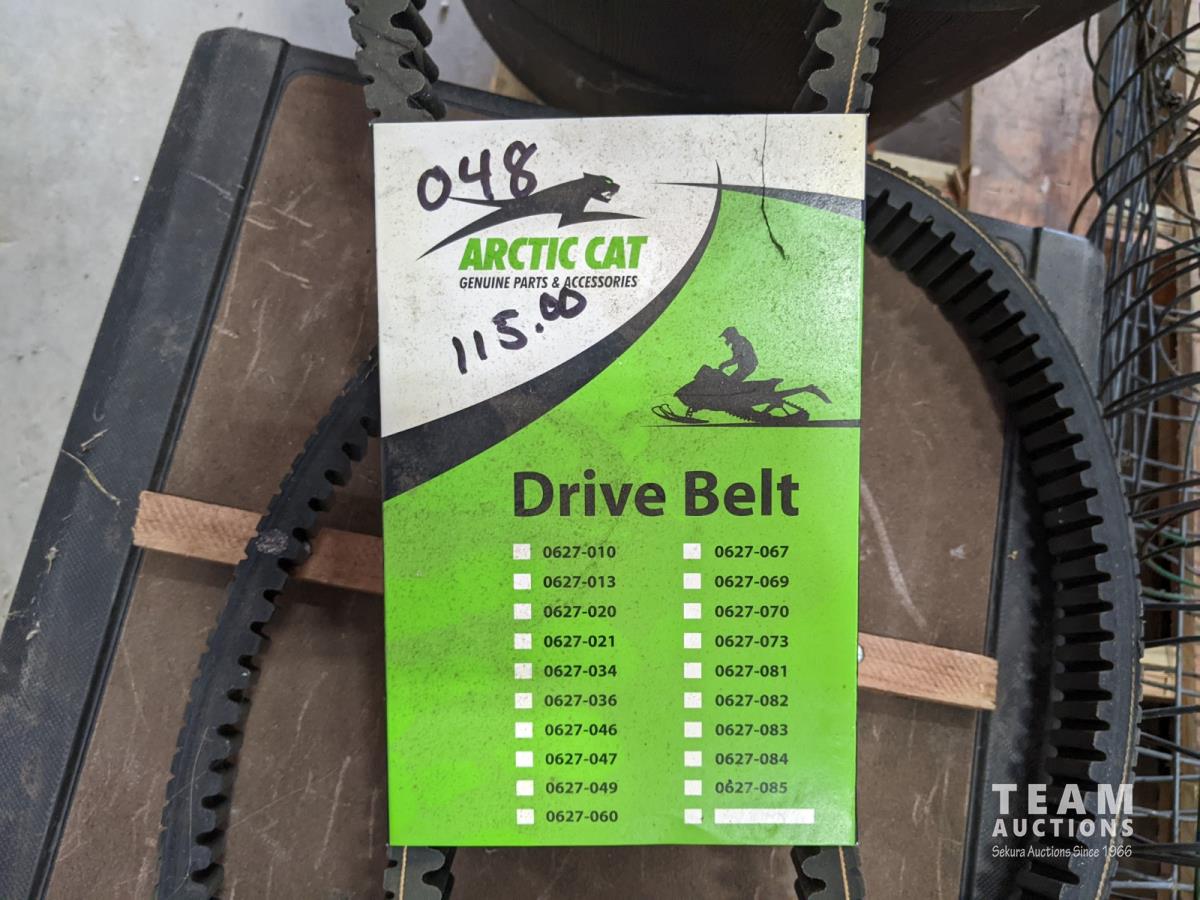 048
ARCTIC CAT
GENUINE PARTS & ACCESSORIES
115.00
Drive Belt
0627-010 0627-067
0627-013 0627-069
0627-020 0627-070
0627-021 0627-073
0627-034 0627-081
0627-036 0627-082
0627-046 0627-083
0627-047 0627-084
0627-049 0627-085
0627-060
TEAM
AUCTIONS
Sekura Auctions Since 1966